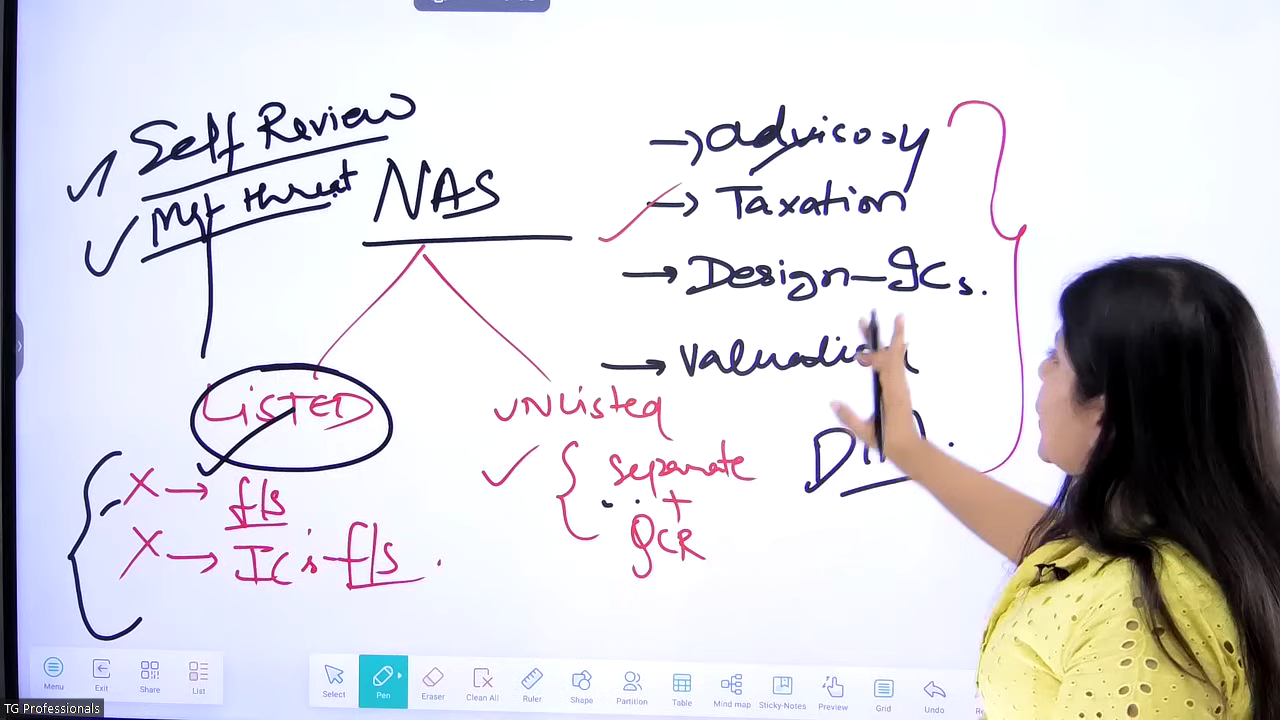 Self Review
Mgt threat
NAS
→ advisory
→ Taxation
→ Design - ICs.
→ Valuation
LISTED
UNListed
X → f/s
X → ICs - f/s.
separate
+
QCR
Menu
Exit
Share
List
Select
Pen
Eraser
Clean All
Ruler
Shape
Partition
Table
Mind map
Sticky-Notes
Preview
Grid
Undo
TG Professionals